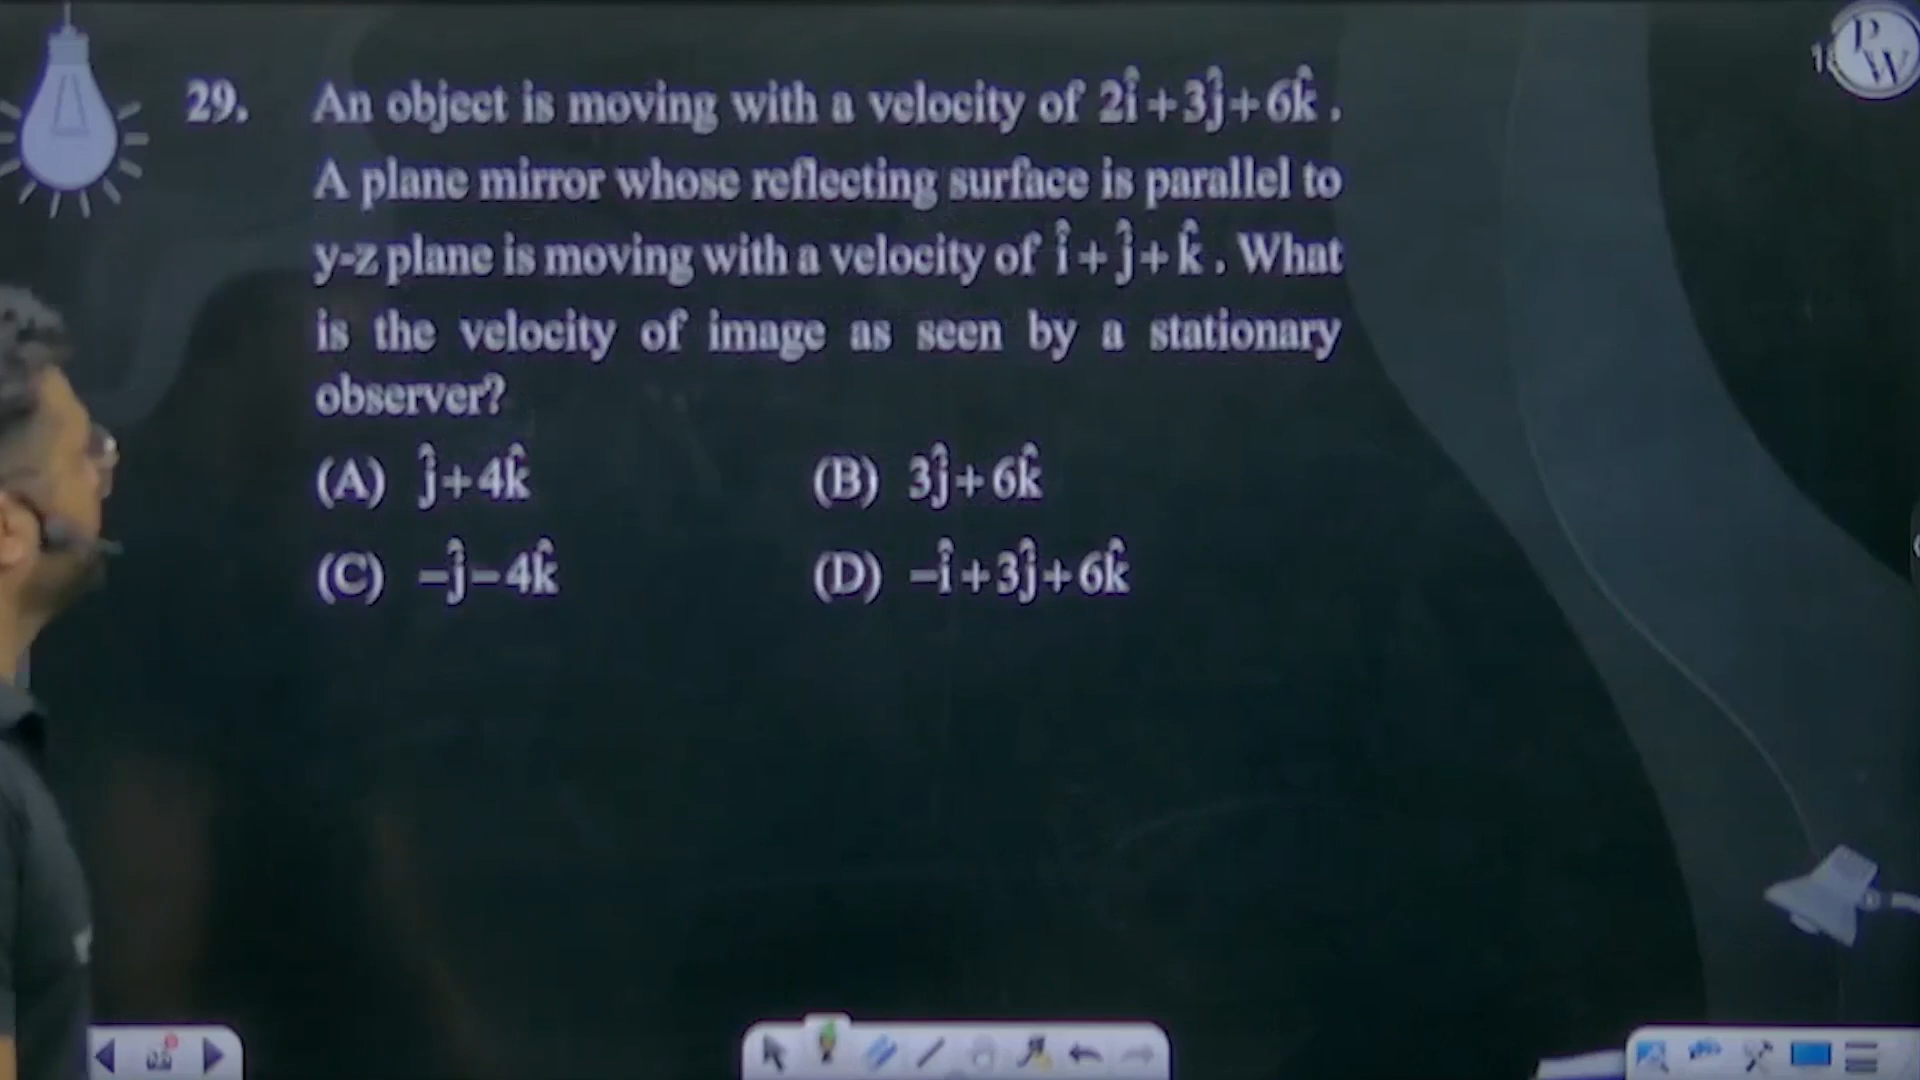 29. An object is moving with a velocity of 2î+3ĵ+6k̂.
A plane mirror whose reflecting surface is parallel to
y-z plane is moving with a velocity of î+ĵ+k̂. What
is the velocity of image as seen by a stationary
observer?
(A) ĵ+4k̂ (B) 3ĵ+6k̂
(C) –ĵ–4k̂ (D) –î+3ĵ+6k̂
PW